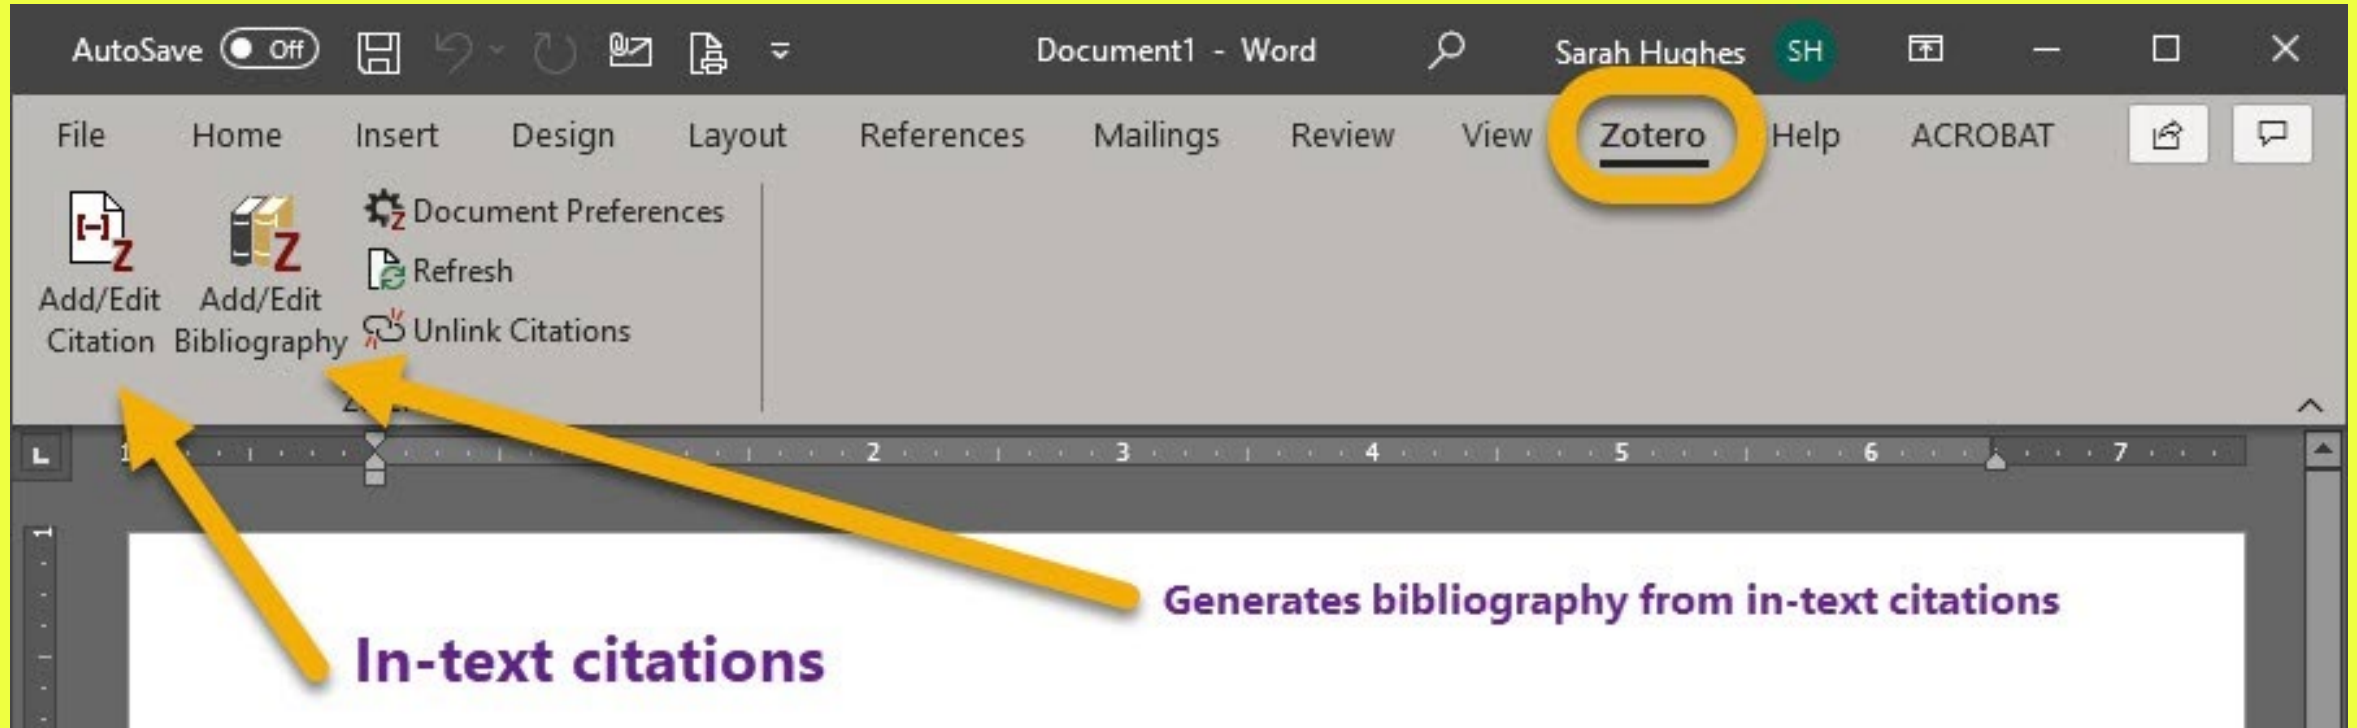 AutoSave Off Document1 - Word Sarah Hughes SH
File Home Insert Design Layout References Mailings Review View Zotero Help ACROBAT
[-] Z
Z
Add/Edit Citation
Add/Edit Bibliography
Z Document Preferences
Refresh
Unlink Citations
L 1 2 3 4 5 6 7
1
Generates bibliography from in-text citations
In-text citations